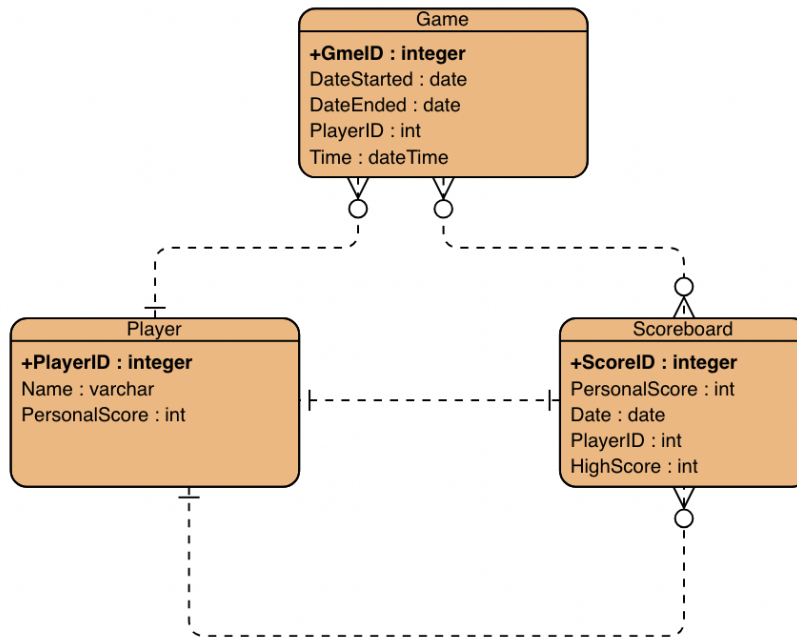 Game
+GmeID : integer
DateStarted : date
DateEnded : date
PlayerID : int
Time : dateTime
Player
+PlayerID : integer
Name : varchar
PersonalScore : int
Scoreboard
+ScoreID : integer
PersonalScore : int
Date : date
PlayerID : int
HighScore : int